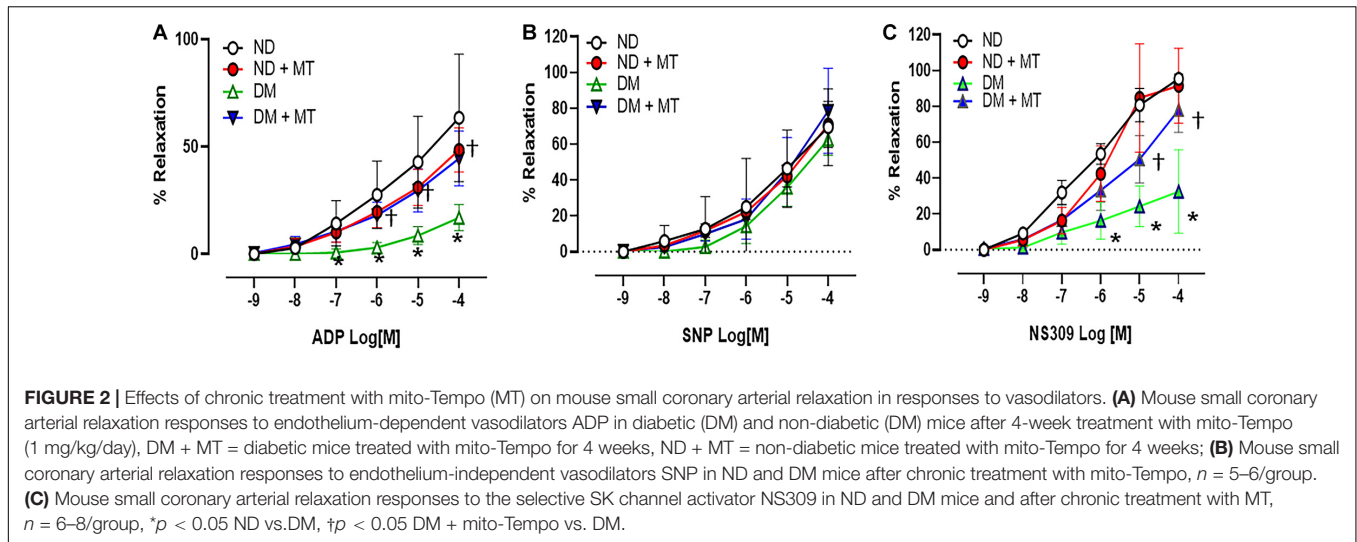 A
100
50
0
% Relaxation
ND
ND + MT
DM
DM + MT
†
†
†
*
*
*
*
-9 -8 -7 -6 -5 -4
ADP Log[M]
B
120
100
80
60
40
20
0
% Relaxation
ND
ND + MT
DM
DM + MT
-9 -8 -7 -6 -5 -4
SNP Log[M]
C
120
100
80
60
40
20
0
% Relaxation
ND
ND + MT
DM
DM + MT
†
†
*
*
*
-9 -8 -7 -6 -5 -4
NS309 Log [M]
FIGURE 2 | Effects of chronic treatment with mito-Tempo (MT) on mouse small coronary arterial relaxation in responses to vasodilators. (A) Mouse small coronary
arterial relaxation responses to endothelium-dependent vasodilators ADP in diabetic (DM) and non-diabetic (DM) mice after 4-week treatment with mito-Tempo
(1 mg/kg/day), DM + MT = diabetic mice treated with mito-Tempo for 4 weeks, ND + MT = non-diabetic mice treated with mito-Tempo for 4 weeks; (B) Mouse small
coronary arterial relaxation responses to endothelium-independent vasodilators SNP in ND and DM mice after chronic treatment with mito-Tempo, n = 5–6/group.
(C) Mouse small coronary arterial relaxation responses to the selective SK channel activator NS309 in ND and DM mice and after chronic treatment with MT,
n = 6–8/group, *p < 0.05 ND vs.DM, †p < 0.05 DM + mito-Tempo vs. DM.